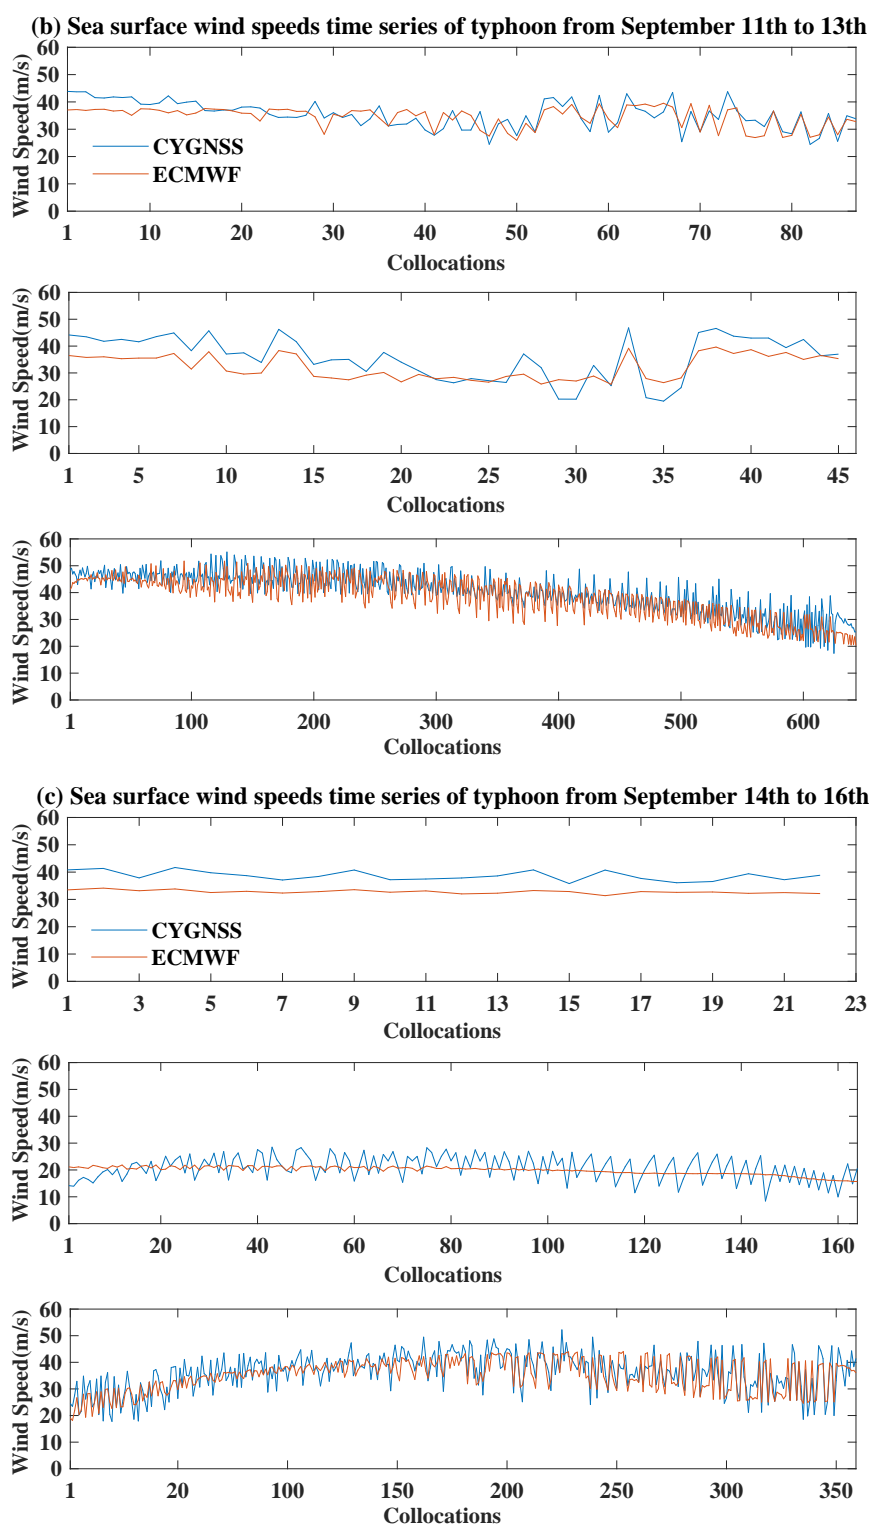 (b) Sea surface wind speeds time series of typhoon from September 11th to 13th
Wind Speed(m/s)
60
50
40
30
20
10
0
CYGNSS
ECMWF
1 10 20 30 40 50 60 70 80
Collocations
Wind Speed(m/s)
60
50
40
30
20
10
0
1 5 10 15 20 25 30 35 40 45
Collocations
Wind Speed(m/s)
60
50
40
30
20
10
0
1 100 200 300 400 500 600
Collocations
(c) Sea surface wind speeds time series of typhoon from September 14th to 16th
Wind Speed(m/s)
60
50
40
30
20
10
0
CYGNSS
ECMWF
1 3 5 7 9 11 13 15 17 19 21 23
Collocations
Wind Speed(m/s)
60
50
40
30
20
10
0
1 20 40 60 80 100 120 140 160
Collocations
Wind Speed(m/s)
60
50
40
30
20
10
0
1 20 100 150 200 250 300 350
Collocations